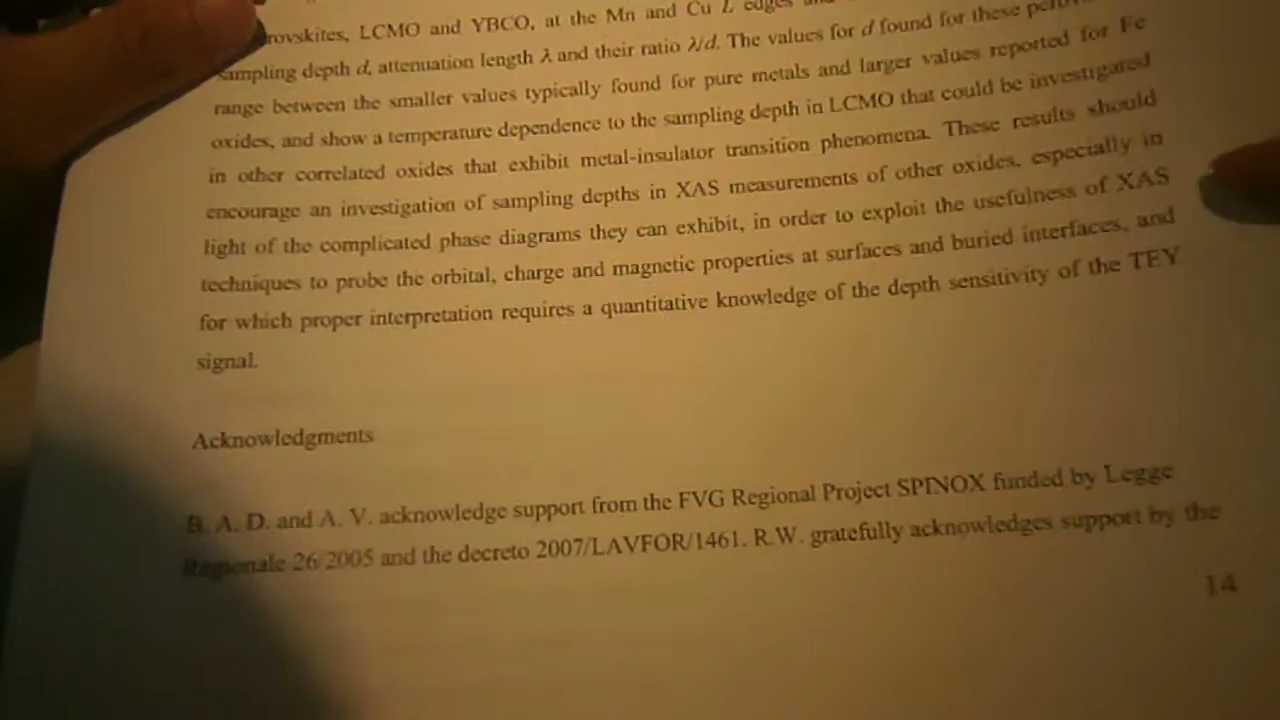 rovskites, LCMO and YBCO, at the Mn and Cu L edges
sampling depth d, attenuation length λ and their ratio λ/d. The values for d found for these
range between the smaller values typically found for pure metals and larger values reported for Fe
oxides, and show a temperature dependence to the sampling depth in LCMO that could be investigated
in other correlated oxides that exhibit metal-insulator transition phenomena. These results should
encourage an investigation of sampling depths in XAS measurements of other oxides, especially in
light of the complicated phase diagrams they can exhibit, in order to exploit the usefulness of XAS
techniques to probe the orbital, charge and magnetic properties at surfaces and buried interfaces, and
for which proper interpretation requires a quantitative knowledge of the depth sensitivity of the TEY
signal.
Acknowledgments
B. A. D. and A. V. acknowledge support from the FVG Regional Project SPINOX funded by Legge
Regionale 26/2005 and the decreto 2007/LAVFOR/1461. R.W. gratefully acknowledges support by the
14